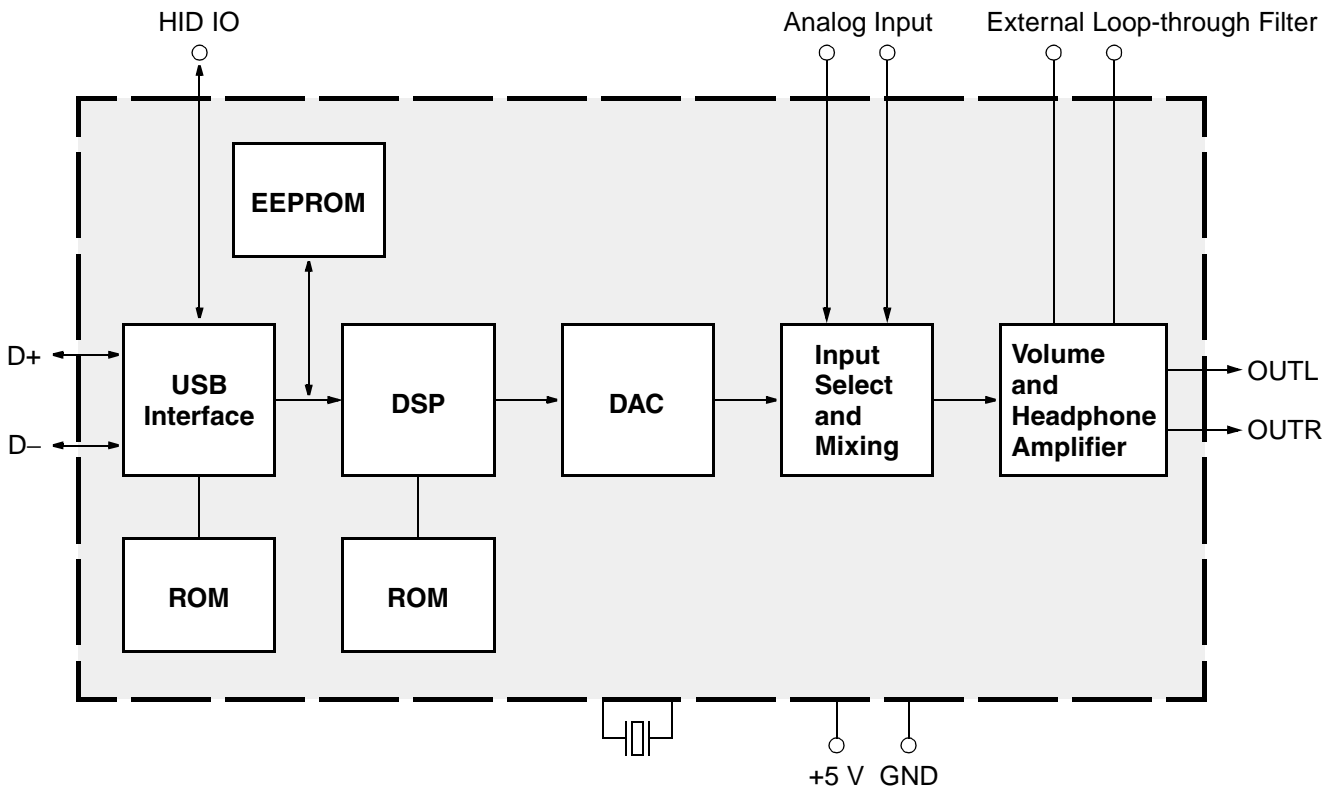 HID IO
Analog Input
External Loop-through Filter
EEPROM
D+
D–
USB
Interface
DSP
DAC
Input
Select
and
Mixing
Volume
and
Headphone
Amplifier
OUTL
OUTR
ROM
ROM
+5 V
GND